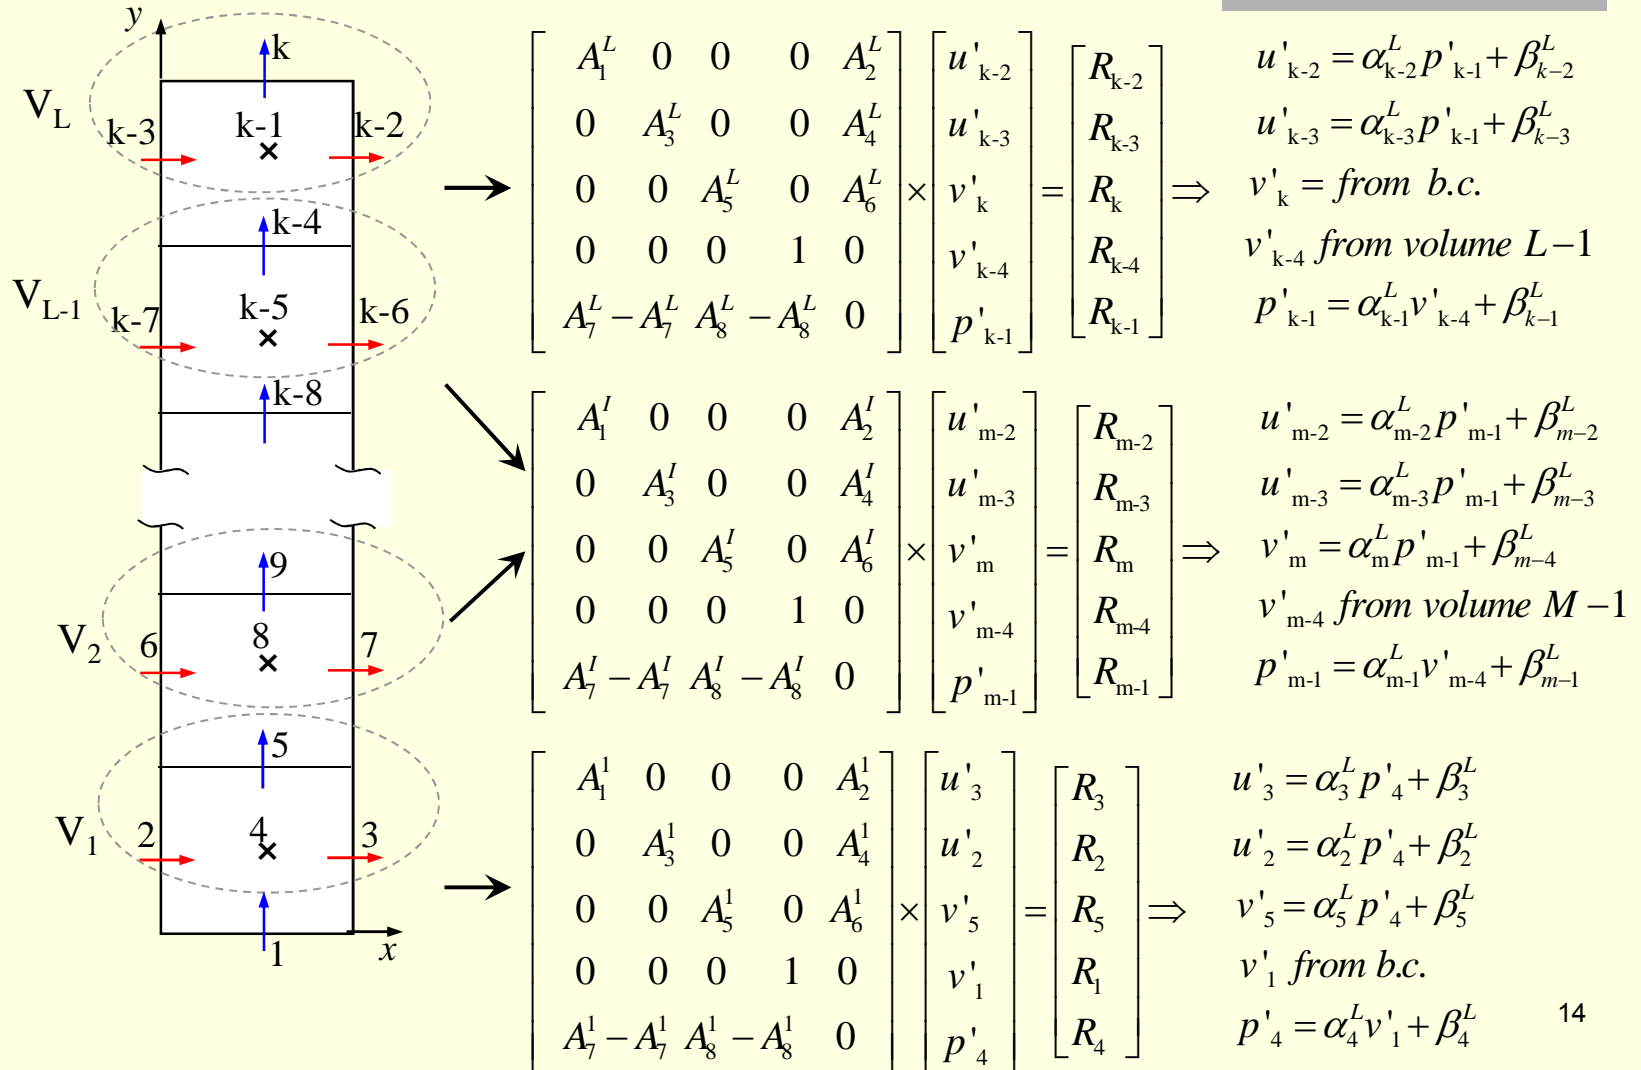 y
V_L
k
k-3 k-1 k-2
×
k-4
V_{L-1}
k-7 k-5 k-6
×
k-8
9
V_2
6 8 7
×
5
V_1
2 4 3
×
1
x
[ A_1^L 0 0 0 A_2^L ] [ u'_{k-2} ] [ R_{k-2} ] u'_{k-2} = α_{k-2}^L p'_{k-1} + β_{k-2}^L
[ 0 A_3^L 0 0 A_4^L ] [ u'_{k-3} ] [ R_{k-3} ] u'_{k-3} = α_{k-3}^L p'_{k-1} + β_{k-3}^L
[ 0 0 A_5^L 0 A_6^L ] × [ v'_k ] = [ R_k ] ⇒ v'_k = from b.c.
[ 0 0 0 1 0 ] [ v'_{k-4} ] [ R_{k-4} ] v'_{k-4} from volume L−1
[ A_7^L −A_7^L A_8^L −A_8^L 0 ] [ p'_{k-1} ] [ R_{k-1} ] p'_{k-1} = α_{k-1}^L v'_{k-4} + β_{k-1}^L
[ A_1^I 0 0 0 A_2^I ] [ u'_{m-2} ] [ R_{m-2} ] u'_{m-2} = α_{m-2}^L p'_{m-1} + β_{m-2}^L
[ 0 A_3^I 0 0 A_4^I ] [ u'_{m-3} ] [ R_{m-3} ] u'_{m-3} = α_{m-3}^L p'_{m-1} + β_{m-3}^L
[ 0 0 A_5^I 0 A_6^I ] × [ v'_m ] = [ R_m ] ⇒ v'_m = α_m^L p'_{m-1} + β_{m-4}^L
[ 0 0 0 1 0 ] [ v'_{m-4} ] [ R_{m-4} ] v'_{m-4} from volume M −1
[ A_7^I −A_7^I A_8^I −A_8^I 0 ] [ p'_{m-1} ] [ R_{m-1} ] p'_{m-1} = α_{m-1}^L v'_{m-4} + β_{m-1}^L
[ A_1^1 0 0 0 A_2^1 ] [ u'_3 ] [ R_3 ] u'_3 = α_3^L p'_4 + β_3^L
[ 0 A_3^1 0 0 A_4^1 ] [ u'_2 ] [ R_2 ] u'_2 = α_2^L p'_4 + β_2^L
[ 0 0 A_5^1 0 A_6^1 ] × [ v'_5 ] = [ R_5 ] ⇒ v'_5 = α_5^L p'_4 + β_5^L
[ 0 0 0 1 0 ] [ v'_1 ] [ R_1 ] v'_1 from b.c.
[ A_7^1 −A_7^1 A_8^1 −A_8^1 0 ] [ p'_4 ] [ R_4 ] p'_4 = α_4^L v'_1 + β_4^L
14